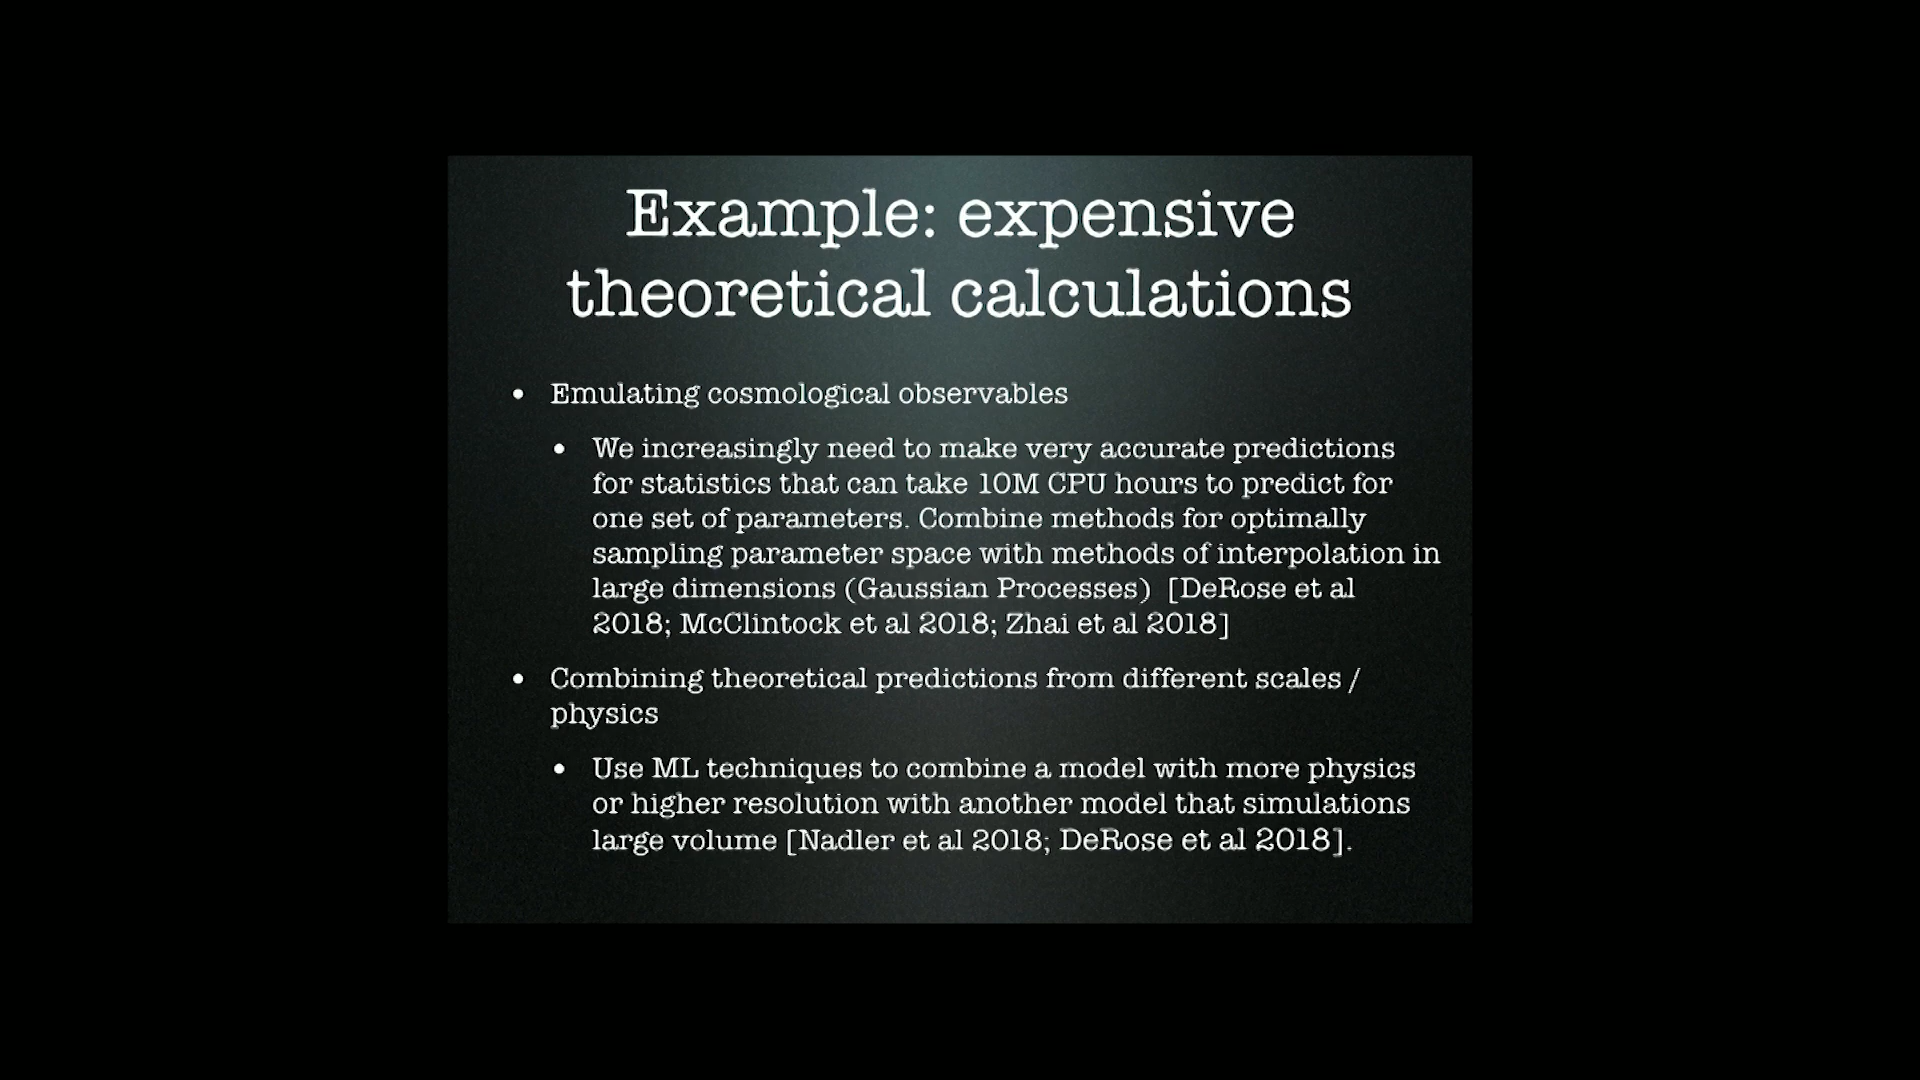 Example: expensive
theoretical calculations
• Emulating cosmological observables
• We increasingly need to make very accurate predictions
for statistics that can take 10M CPU hours to predict for
one set of parameters. Combine methods for optimally
sampling parameter space with methods of interpolation in
large dimensions (Gaussian Processes)  [DeRose et al
2018; McClintock et al 2018; Zhai et al 2018]
• Combining theoretical predictions from different scales /
physics
• Use ML techniques to combine a model with more physics
or higher resolution with another model that simulations
large volume [Nadler et al 2018; DeRose et al 2018].